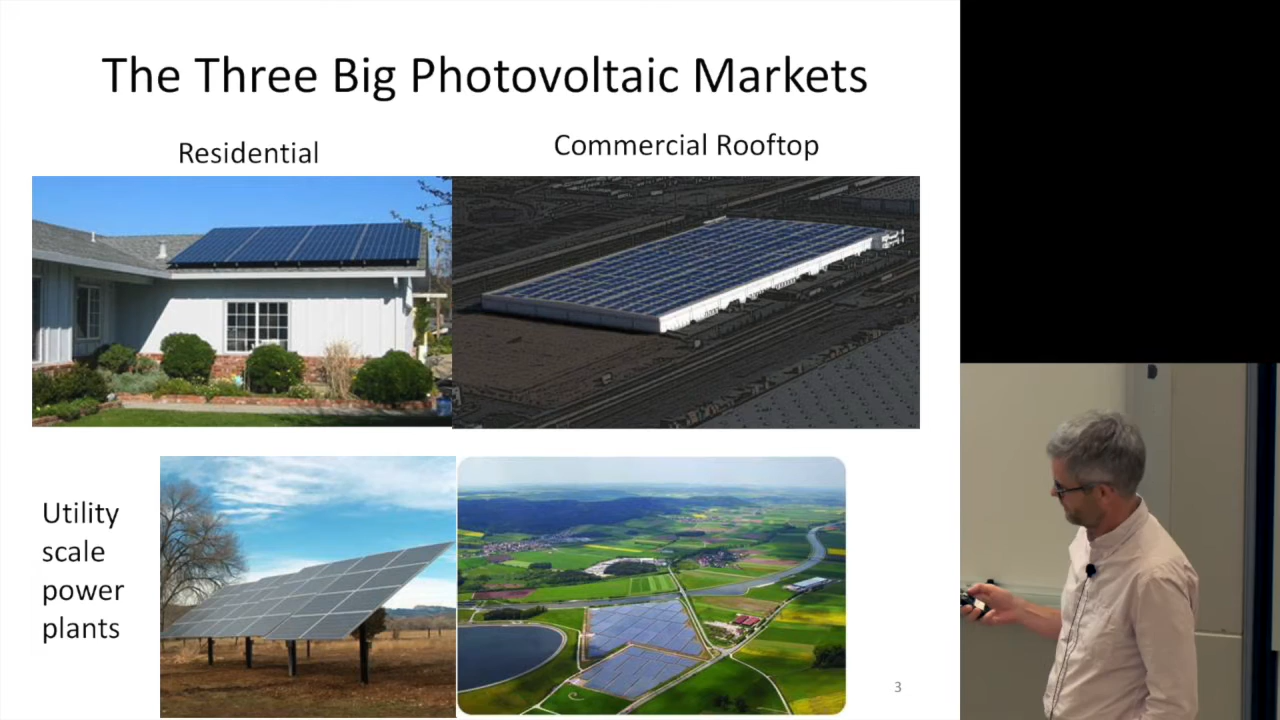 The Three Big Photovoltaic Markets
Residential
Commercial Rooftop
Utility
scale
power
plants
3